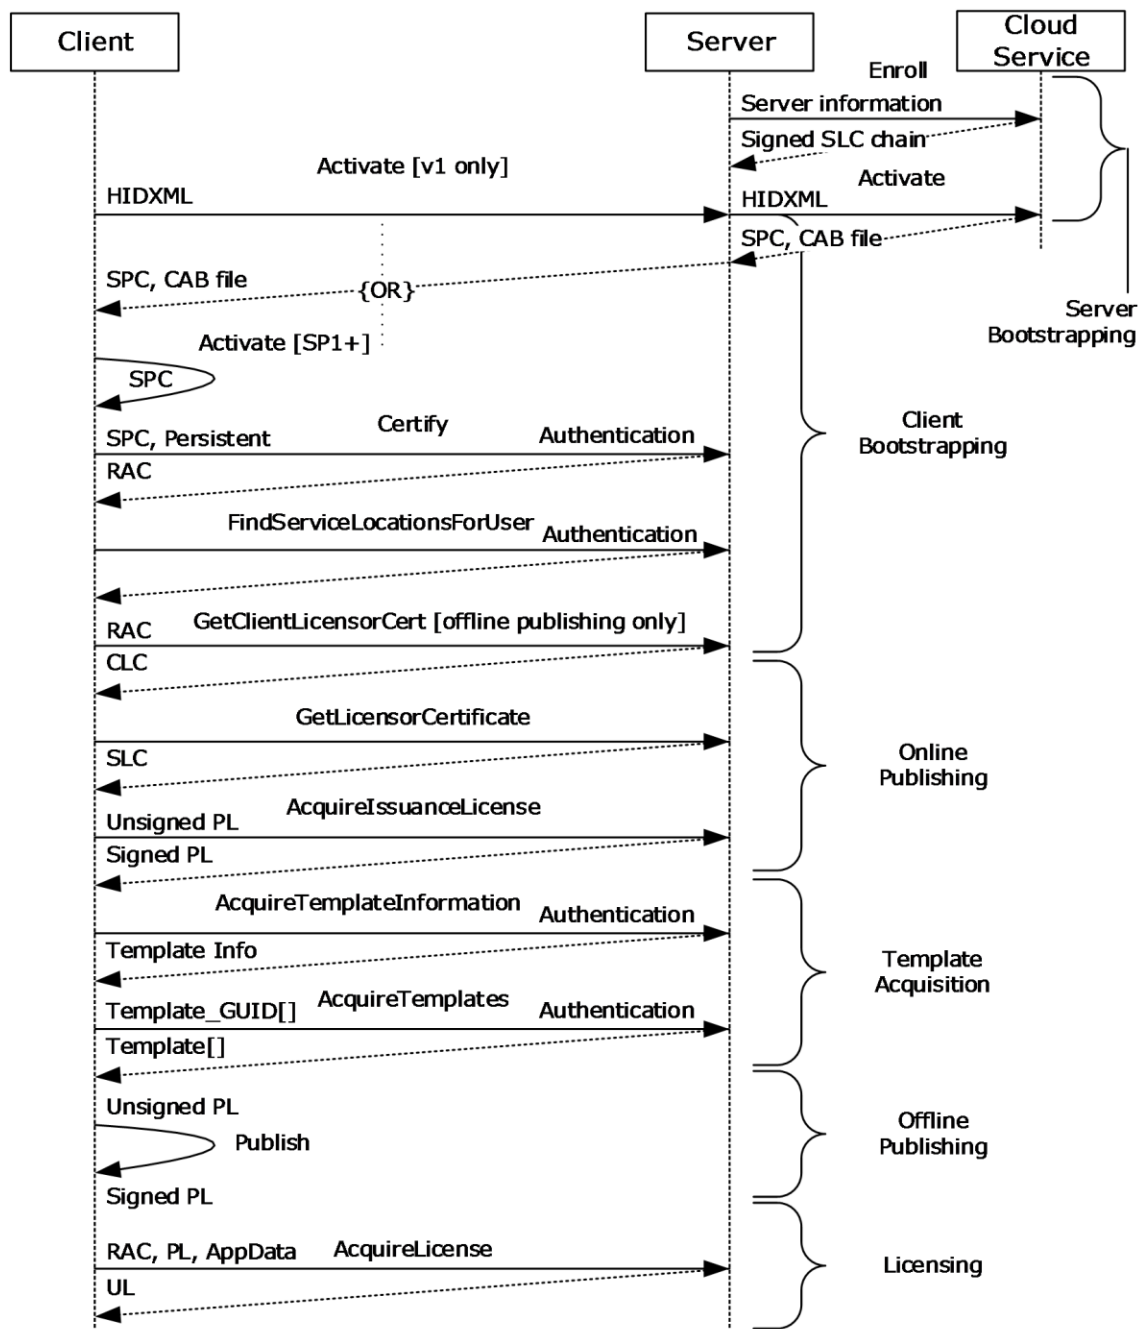 Client
Server
Cloud
Service
Enroll
Server information
Signed SLC chain
Activate [v1 only]
Activate
HIDXML
HIDXML
SPC, CAB file
SPC, CAB file
{OR}
Server
Bootstrapping
Activate [SP1+]
SPC
Client
Bootstrapping
Certify
SPC, Persistent
Authentication
RAC
FindServiceLocationsForUser
Authentication
GetClientLicensorCert [offline publishing only]
RAC
CLC
GetLicensorCertificate
SLC
Online
Publishing
AcquireIssuanceLicense
Unsigned PL
Signed PL
AcquireTemplateInformation
Authentication
Template Info
Template
Acquisition
AcquireTemplates
Template_GUID[]
Authentication
Template[]
Unsigned PL
Publish
Offline
Publishing
Signed PL
RAC, PL, AppData
AcquireLicense
Licensing
UL